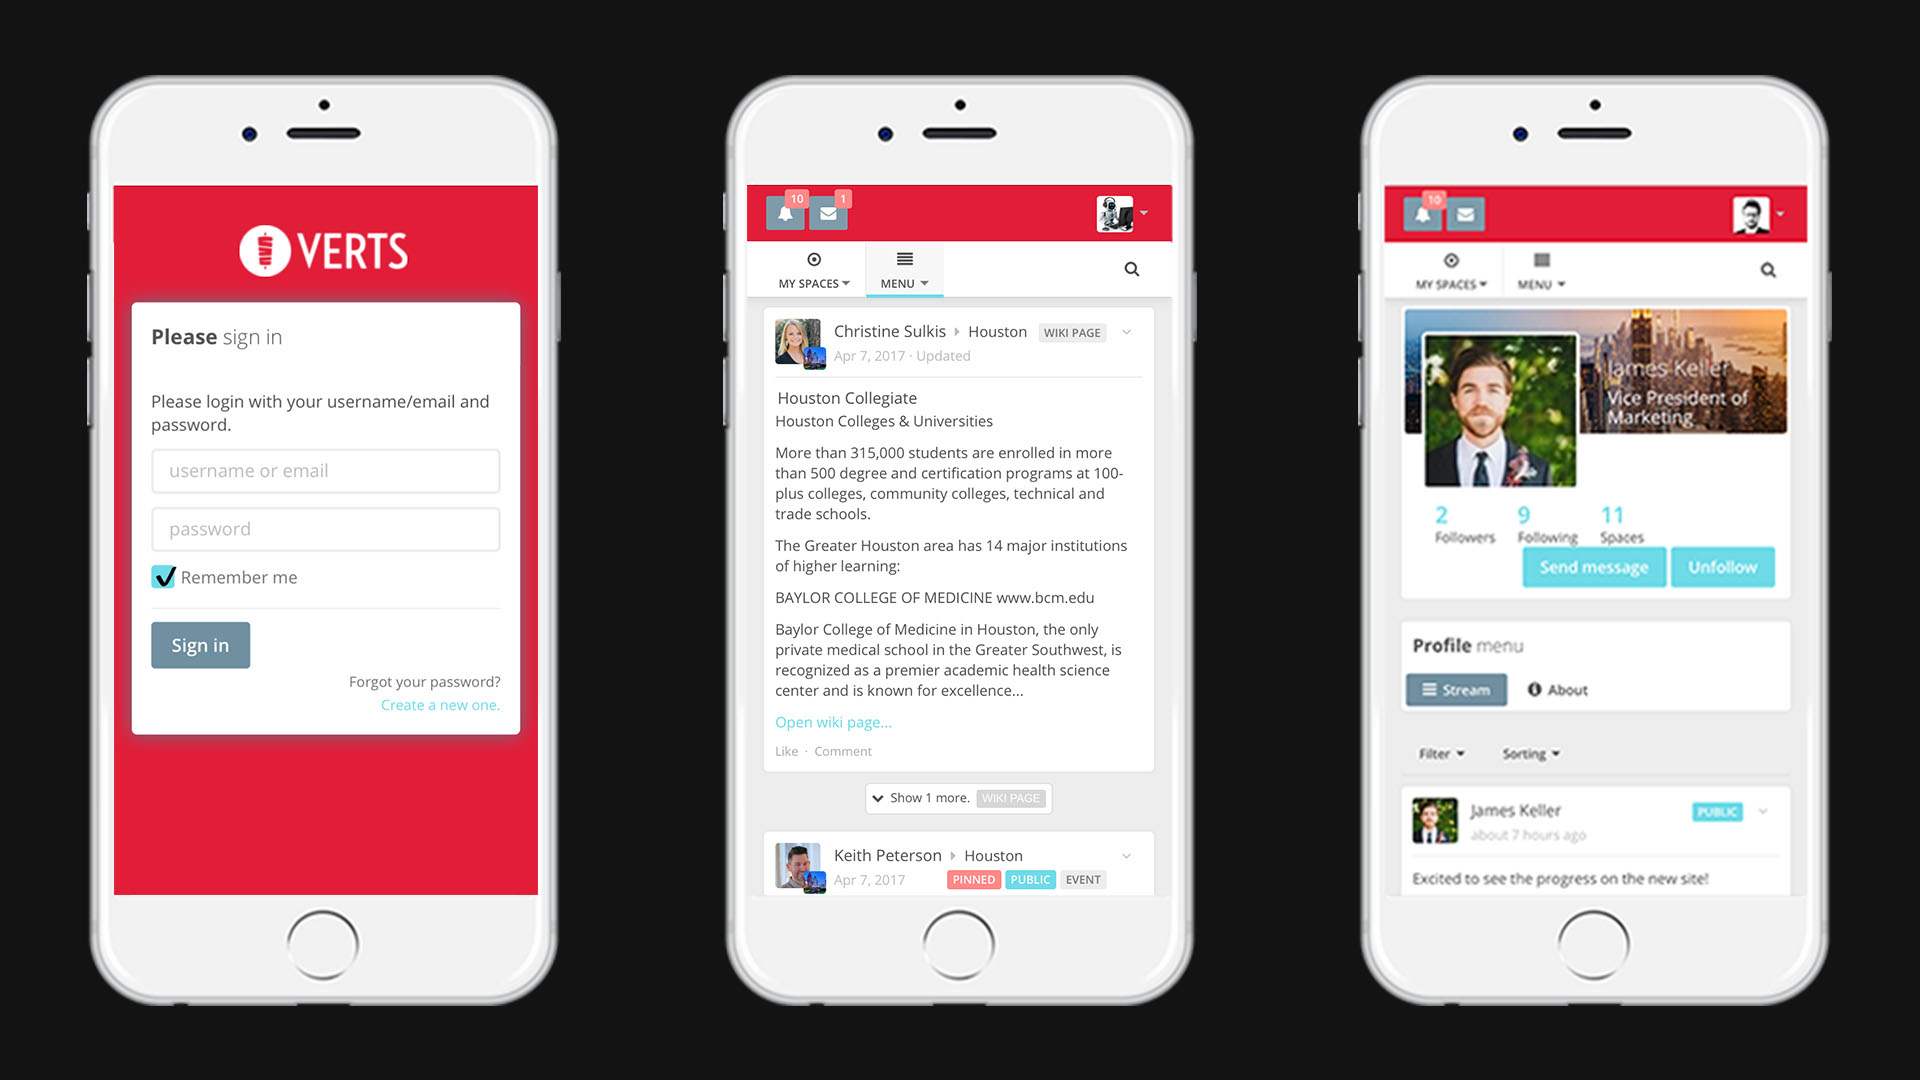 VERTS
Please sign in
Please login with your username/email and
password.
username or email
password
Remember me
Sign in
Forgot your password?
Create a new one.
10 1
MY SPACES MENU
Christine Sulkis Houston WIKI PAGE
Apr 7, 2017 · Updated
Houston Collegiate
Houston Colleges & Universities
More than 315,000 students are enrolled in more
than 500 degree and certification programs at 100-
plus colleges, community colleges, technical and
trade schools.
The Greater Houston area has 14 major institutions
of higher learning:
BAYLOR COLLEGE OF MEDICINE www.bcm.edu
Baylor College of Medicine in Houston, the only
private medical school in the Greater Southwest, is
recognized as a premier academic health science
center and is known for excellence...
Open wiki page...
Like · Comment
Show 1 more. WIKI PAGE
Keith Peterson Houston
Apr 7, 2017 PINNED PUBLIC EVENT
10
MY SPACES MENU
James Keller
Vice President of
Marketing
2 9 11
Followers Following Spaces
Send message Unfollow
Profile menu
Stream About
Filter Sorting
James Keller PUBLIC
about 7 hours ago
Excited to see the progress on the new site!